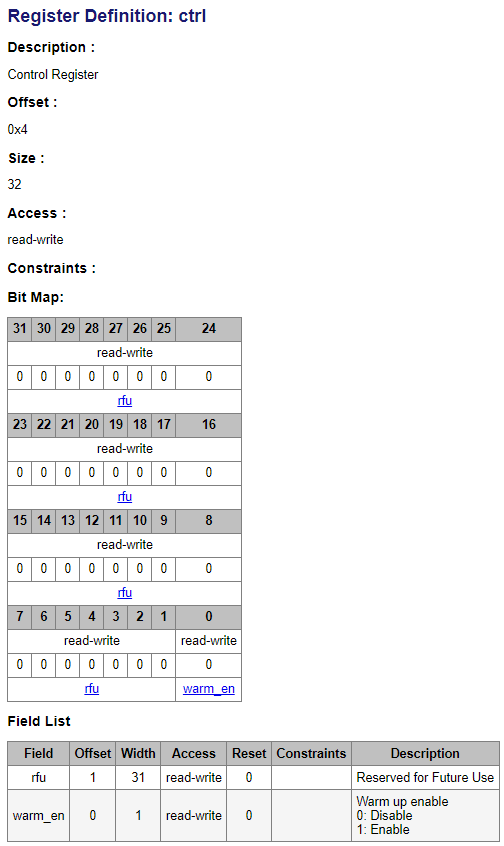 Register Definition: ctrl
Description :
Control Register
Offset :
0x4
Size :
32
Access :
read-write
Constraints :
Bit Map:
31 30 29 28 27 26 25 24
read-write
0 0 0 0 0 0 0 0
rfu
23 22 21 20 19 18 17 16
read-write
0 0 0 0 0 0 0 0
rfu
15 14 13 12 11 10 9 8
read-write
0 0 0 0 0 0 0 0
rfu
7 6 5 4 3 2 1 0
read-write read-write
0 0 0 0 0 0 0 0
rfu warm_en
Field List
Field Offset Width Access Reset Constraints Description
rfu 1 31 read-write 0 Reserved for Future Use
warm_en 0 1 read-write 0 Warm up enable
0: Disable
1: Enable